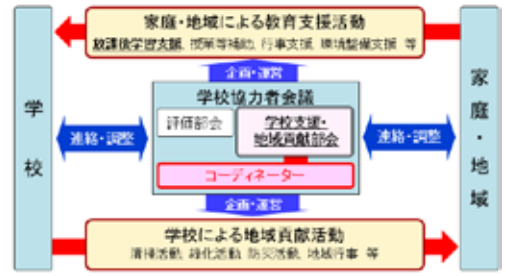 家庭・地域による教育支援活動
放課後学習支援、授業等補助、行事支援、環境整備支援 等
企画・運営
学校
学校協力者会議
評価部会
学校支援・
地域貢献部会
コーディネーター
連絡・調整
連絡・調整
家庭・地域
企画・運営
学校による地域貢献活動
清掃活動、緑化活動、防災活動、地域行事 等